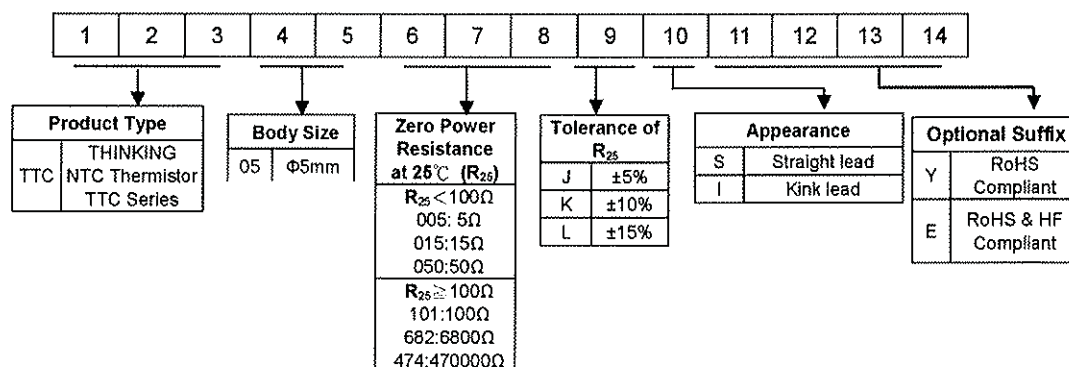 1 2 3 4 5 6 7 8 9 10 11 12 13 14
Product Type
TTC
THINKING
NTC Thermistor
TTC Series
Body Size
05 Φ5mm
Zero Power
Resistance
at 25℃ (R₂₅)
R₂₅<100Ω
005: 5Ω
015:15Ω
050:50Ω
R₂₅≧100Ω
101:100Ω
682:6800Ω
474:470000Ω
Tolerance of
R₂₅
J ±5%
K ±10%
L ±15%
Appearance
S Straight lead
I Kink lead
Optional Suffix
Y RoHS
Compliant
E RoHS & HF
Compliant